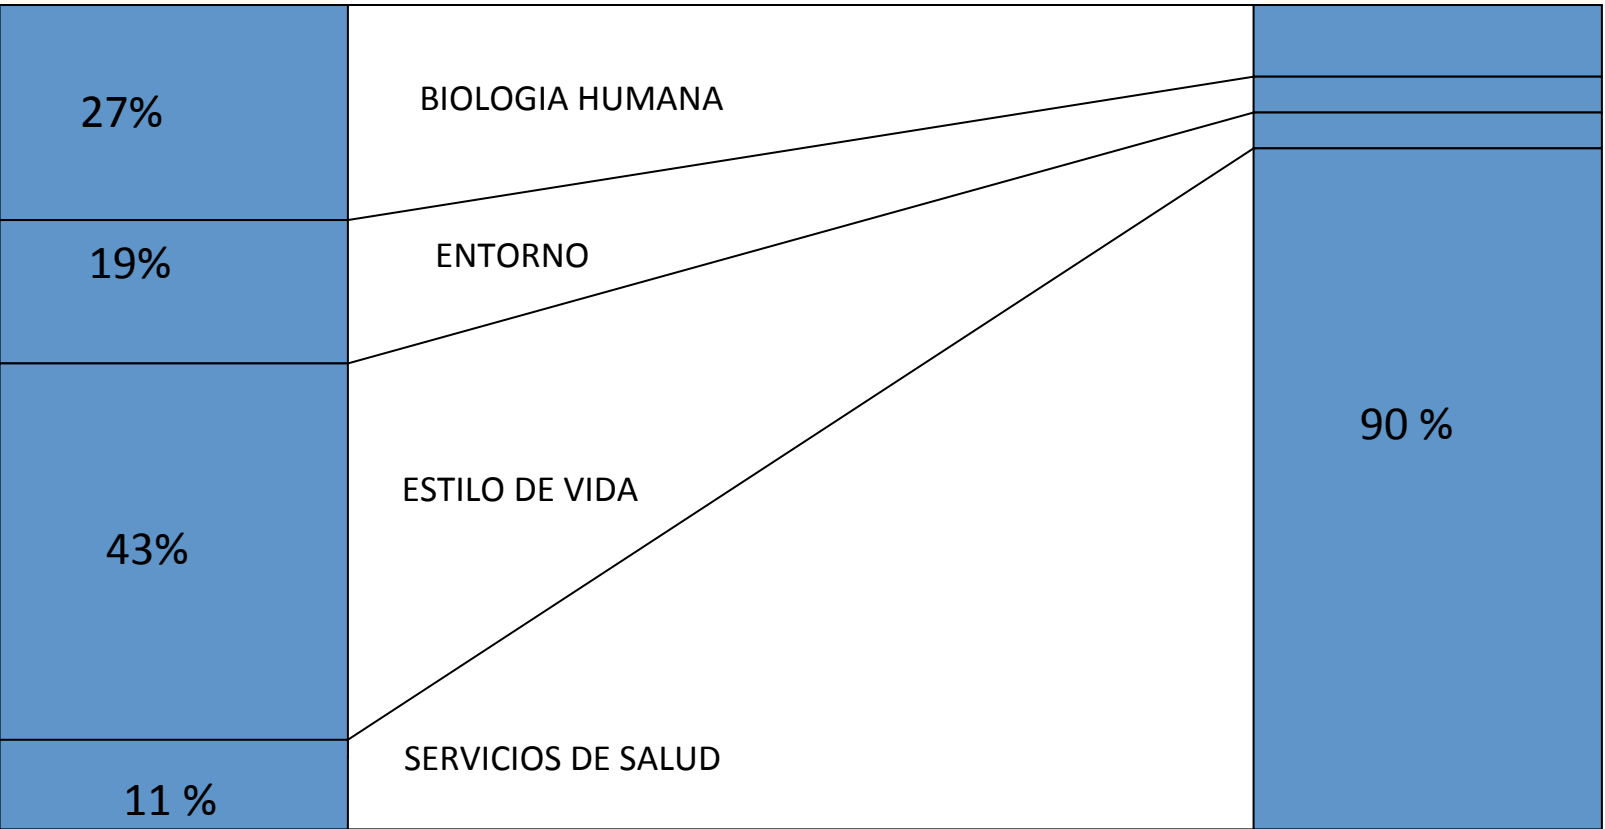 27%
BIOLOGIA HUMANA
19%
ENTORNO
90 %
ESTILO DE VIDA
43%
SERVICIOS DE SALUD
11 %